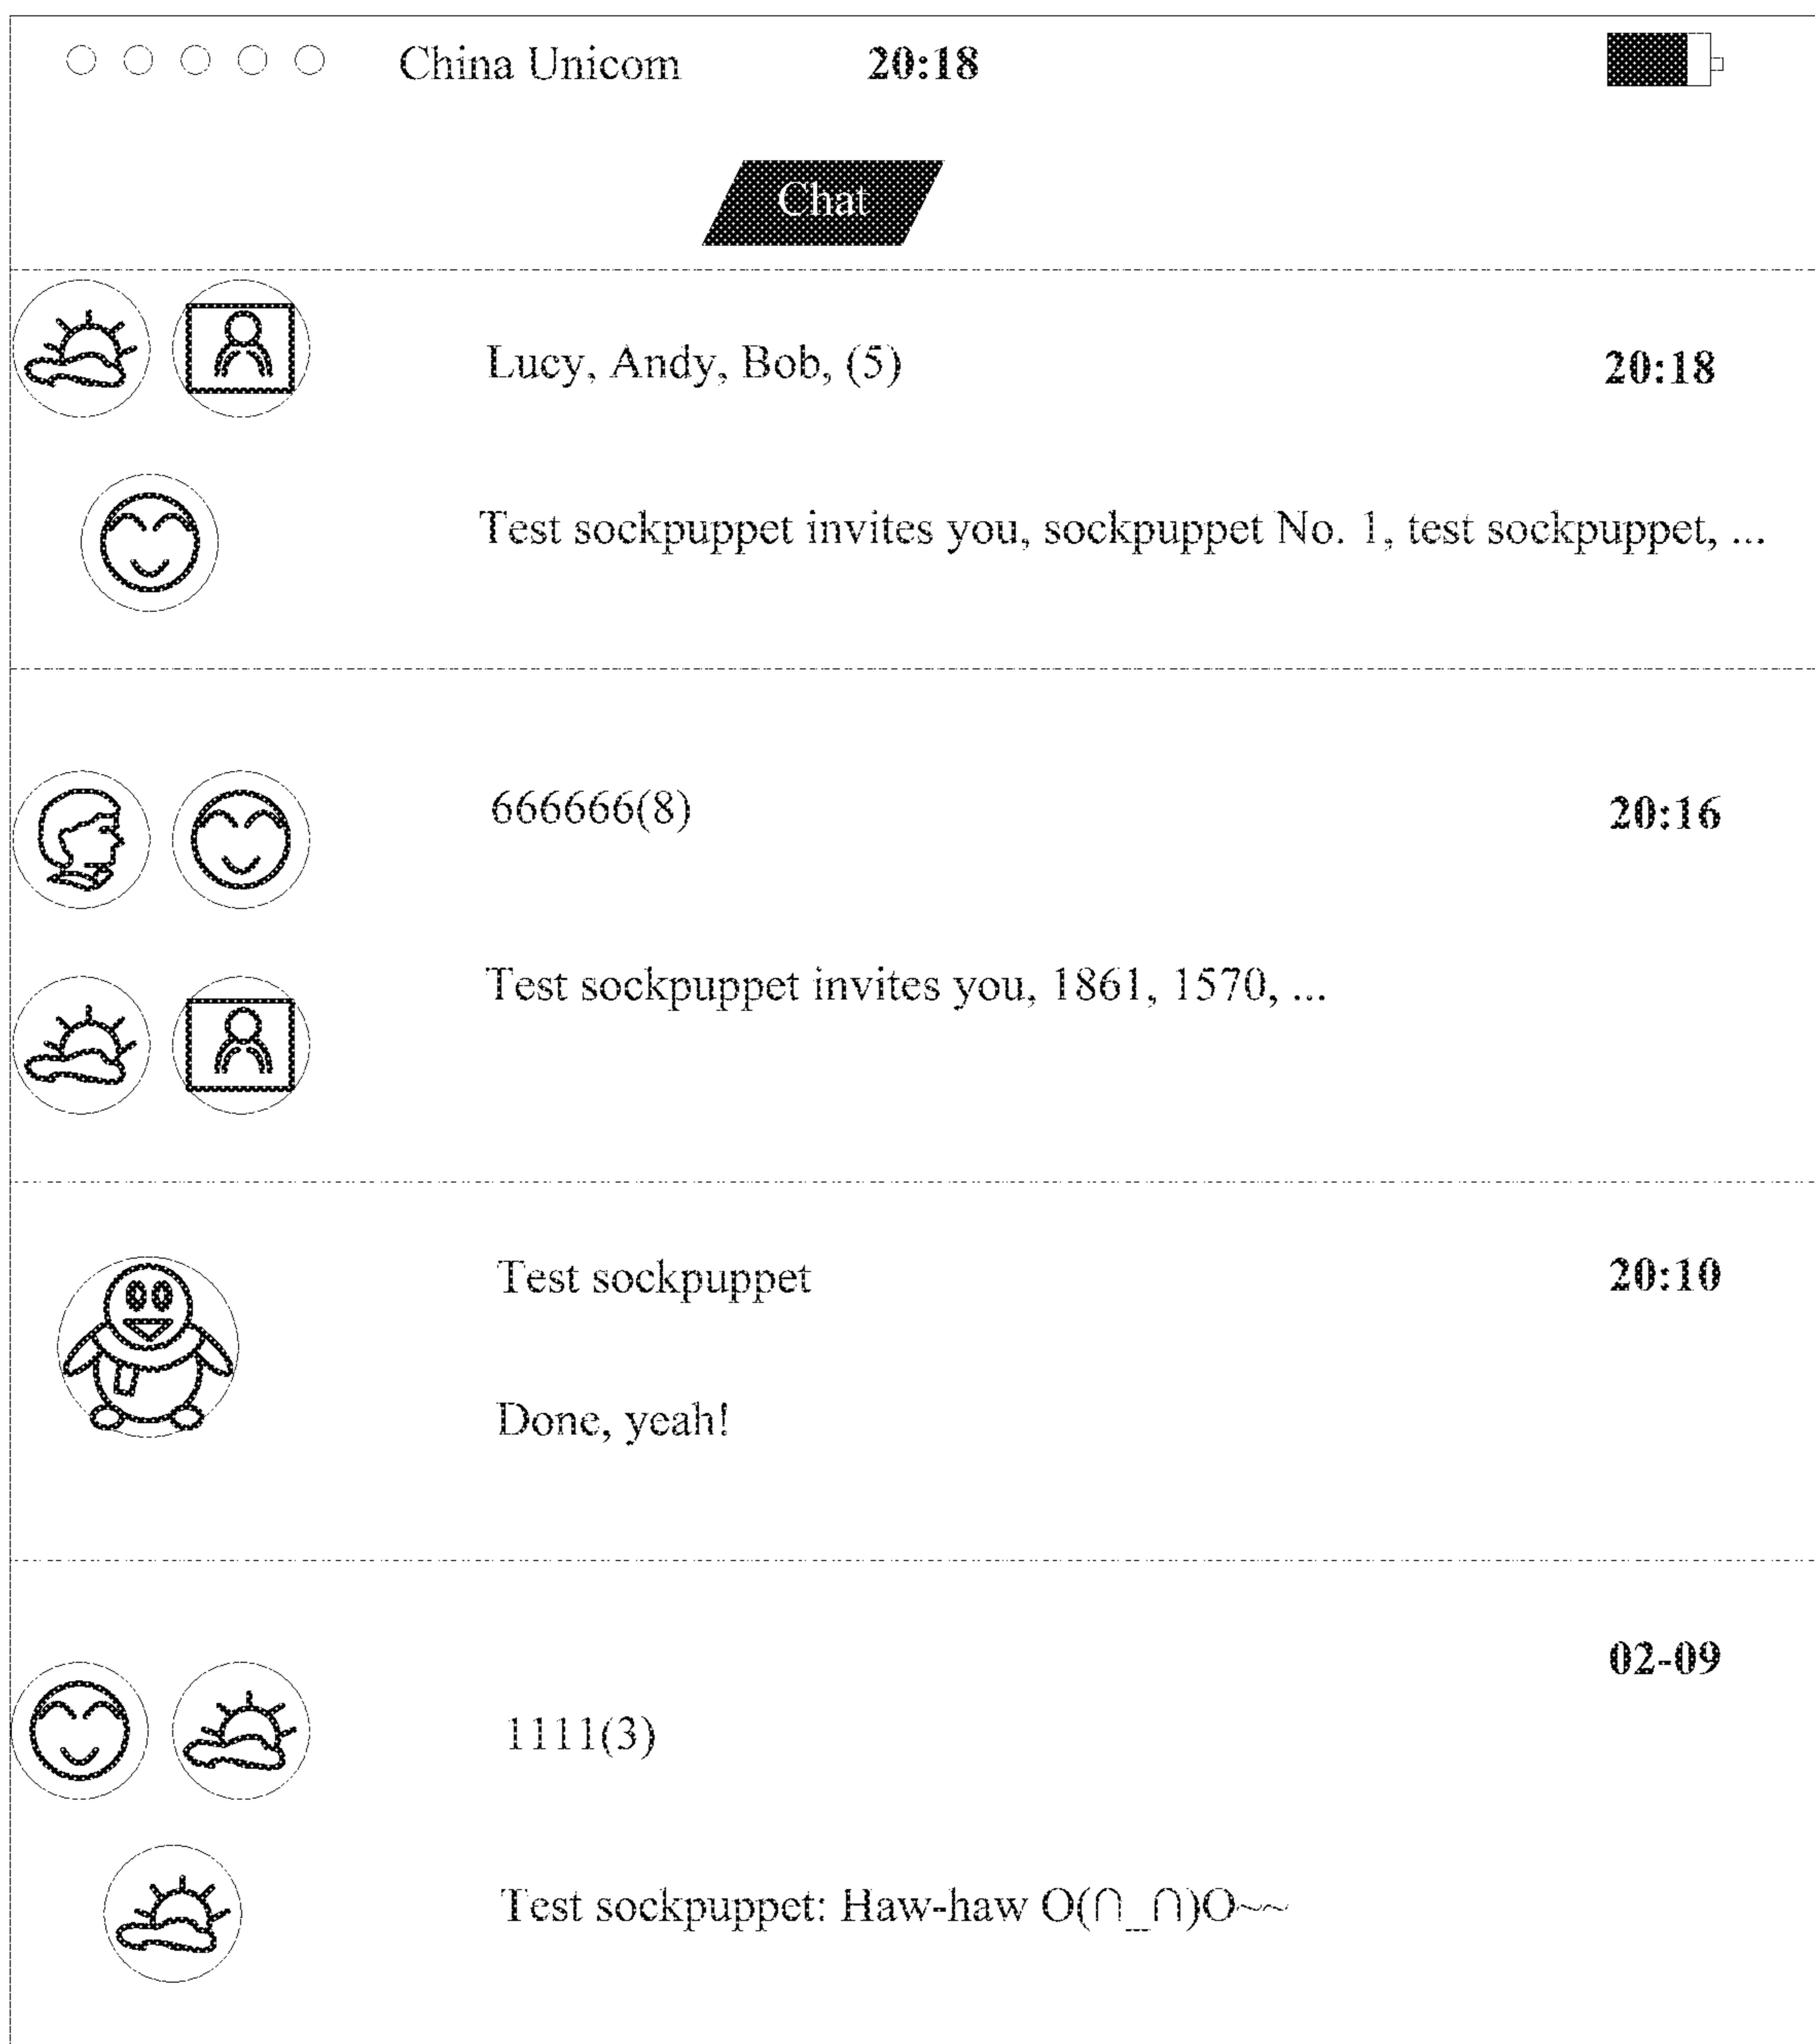 China Unicom 20:18
Chat
Lucy, Andy, Bob, (5) 20:18
Test sockpuppet invites you, sockpuppet No. 1, test sockpuppet, ...
666666(8) 20:16
Test sockpuppet invites you, 1861, 1570, ...
Test sockpuppet 20:10
Done, yeah!
02-09
1111(3)
Test sockpuppet: Haw-haw O(∩_∩)O~~